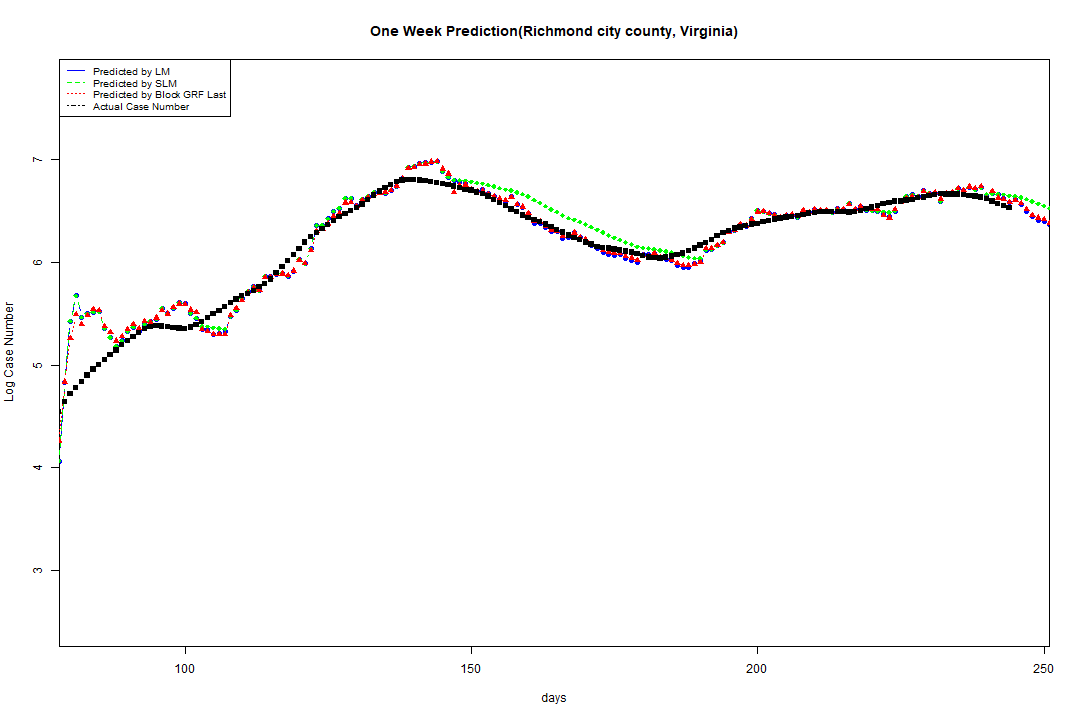 One Week Prediction(Richmond city county, Virginia)
Predicted by LM
Predicted by SLM
Predicted by Block GRF Last
Actual Case Number
7
6
5
4
3
Log Case Number
100 150 200 250
days